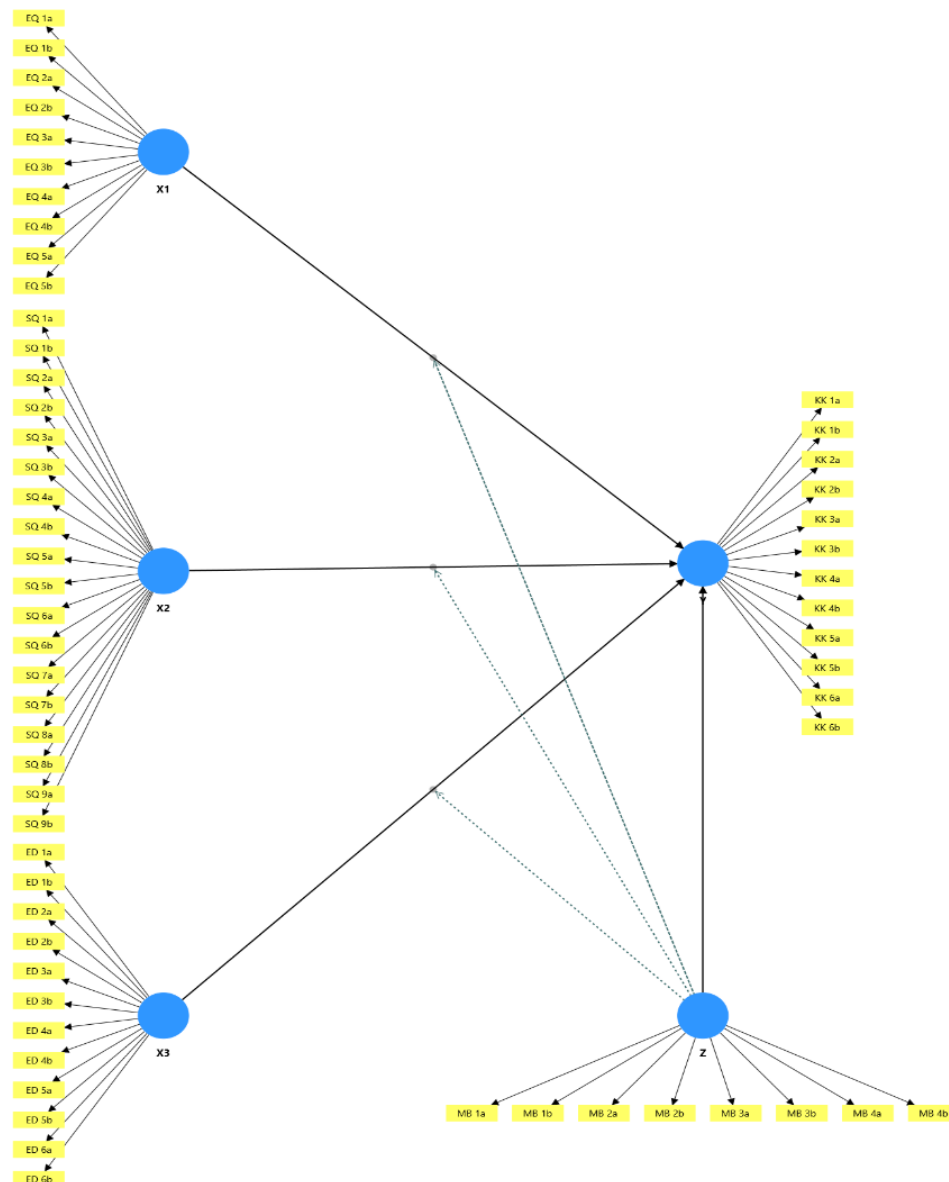 EQ 1a
EQ 1b
EQ 2a
EQ 2b
EQ 3a
EQ 3b
EQ 4a
EQ 4b
EQ 5a
EQ 5b
X1
SQ 1a
SQ 1b
SQ 2a
SQ 2b
SQ 3a
SQ 3b
SQ 4a
SQ 4b
SQ 5a
SQ 5b
SQ 6a
SQ 6b
SQ 7a
SQ 7b
SQ 8a
SQ 8b
SQ 9a
SQ 9b
X2
ED 1a
ED 1b
ED 2a
ED 2b
ED 3a
ED 3b
ED 4a
ED 4b
ED 5a
ED 5b
ED 6a
ED 6b
X3
KK 1a
KK 1b
KK 2a
KK 2b
KK 3a
KK 3b
KK 4a
KK 4b
KK 5a
KK 5b
KK 6a
KK 6b
Y
Z
MB 1a
MB 1b
MB 2a
MB 2b
MB 3a
MB 3b
MB 4a
MB 4b